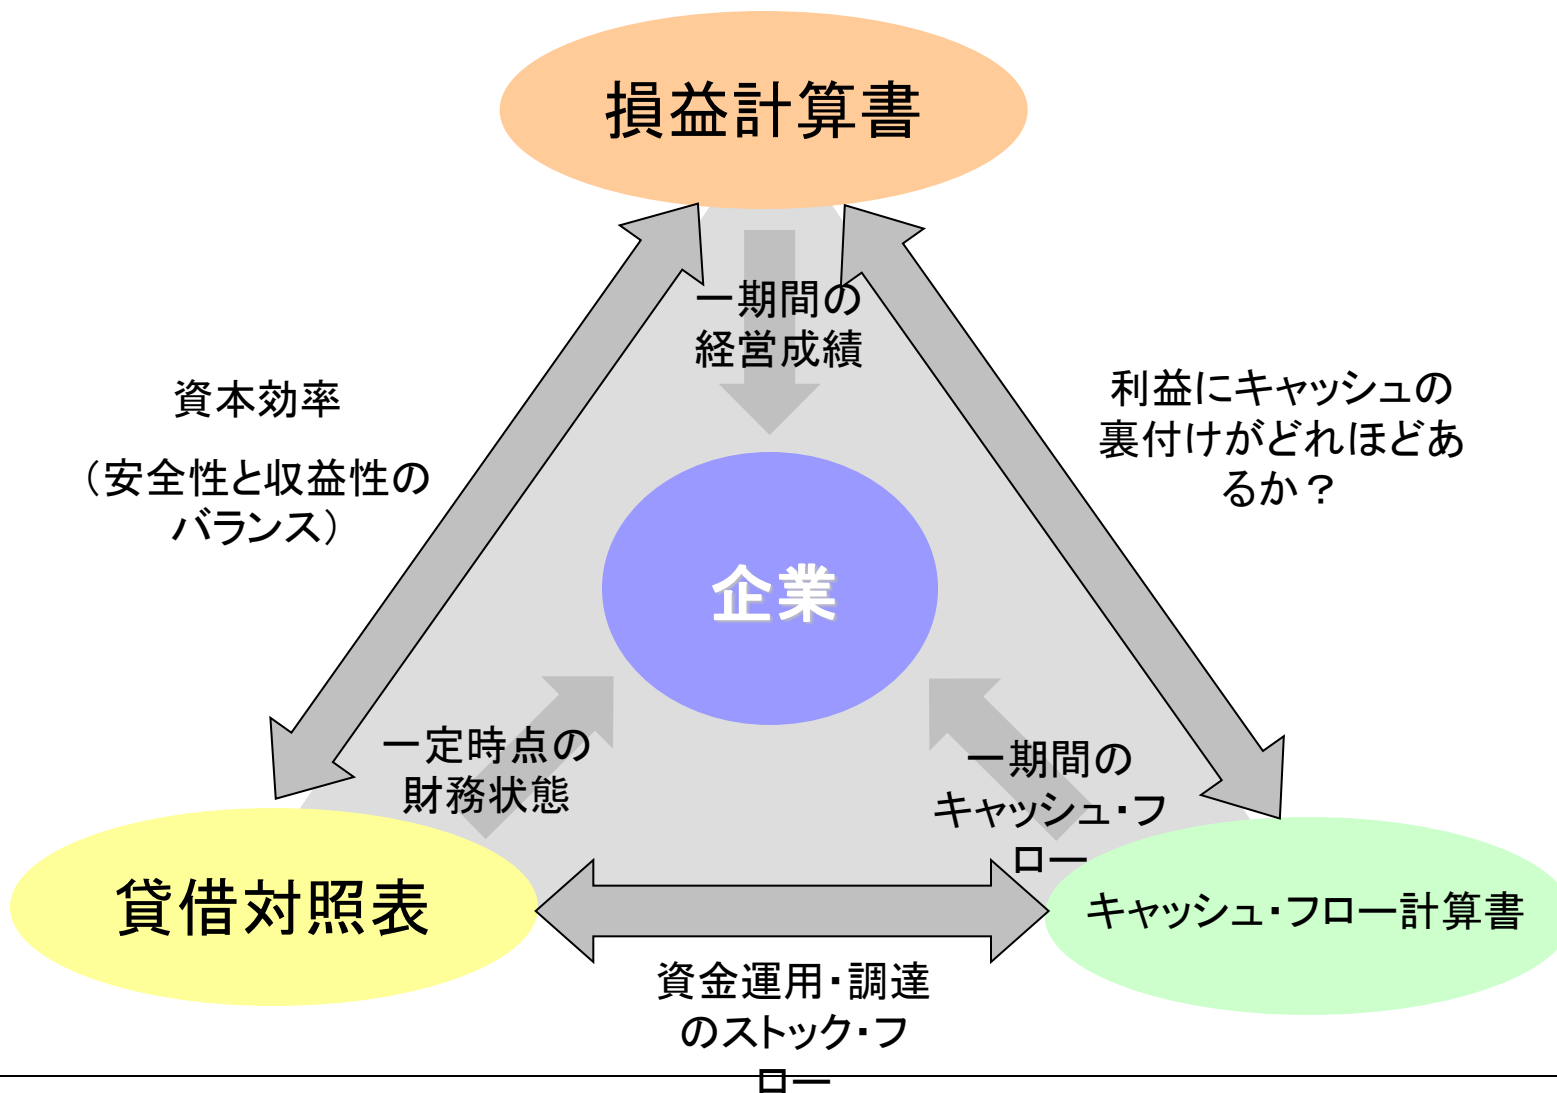 損益計算書
一期間の
経営成績
資本効率
（安全性と収益性の
バランス）
利益にキャッシュの
裏付けがどれほどあ
るか？
企業
一定時点の
財務状態
一期間の
キャッシュ・フ
ロー
貸借対照表
キャッシュ・フロー計算書
資金運用・調達
のストック・フ
ロー